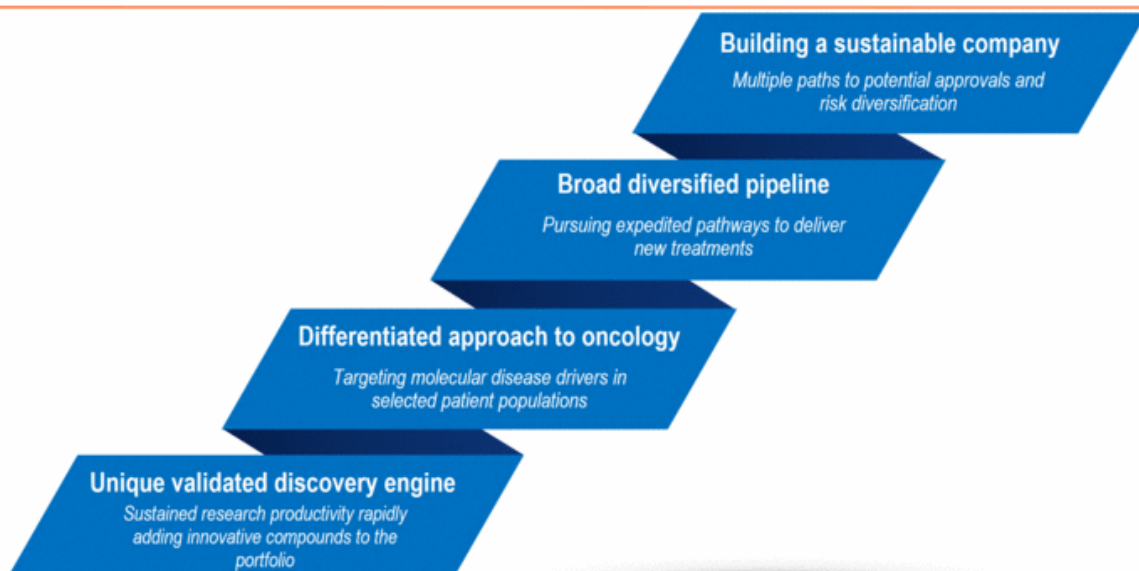 Building a sustainable company
Multiple paths to potential approvals and
risk diversification
Broad diversified pipeline
Pursuing expedited pathways to deliver
new treatments
Differentiated approach to oncology
Targeting molecular disease drivers in
selected patient populations
Unique validated discovery engine
Sustained research productivity rapidly
adding innovative compounds to the
portfolio